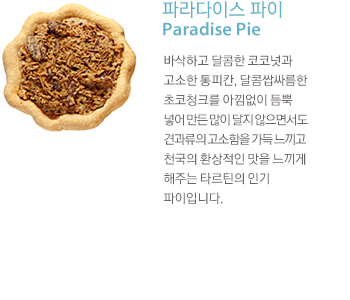 파라다이스 파이
Paradise Pie
바삭하고 달콤한 코코넛과
고소한 통피칸, 달콤쌉싸름한
초코청크를 아낌없이 듬뿍
넣어 만든 많이 달지 않으면서도
견과류의 고소함을 가득 느끼고
천국의 환상적인 맛을 느끼게
해주는 타르틴의 인기
파이입니다.